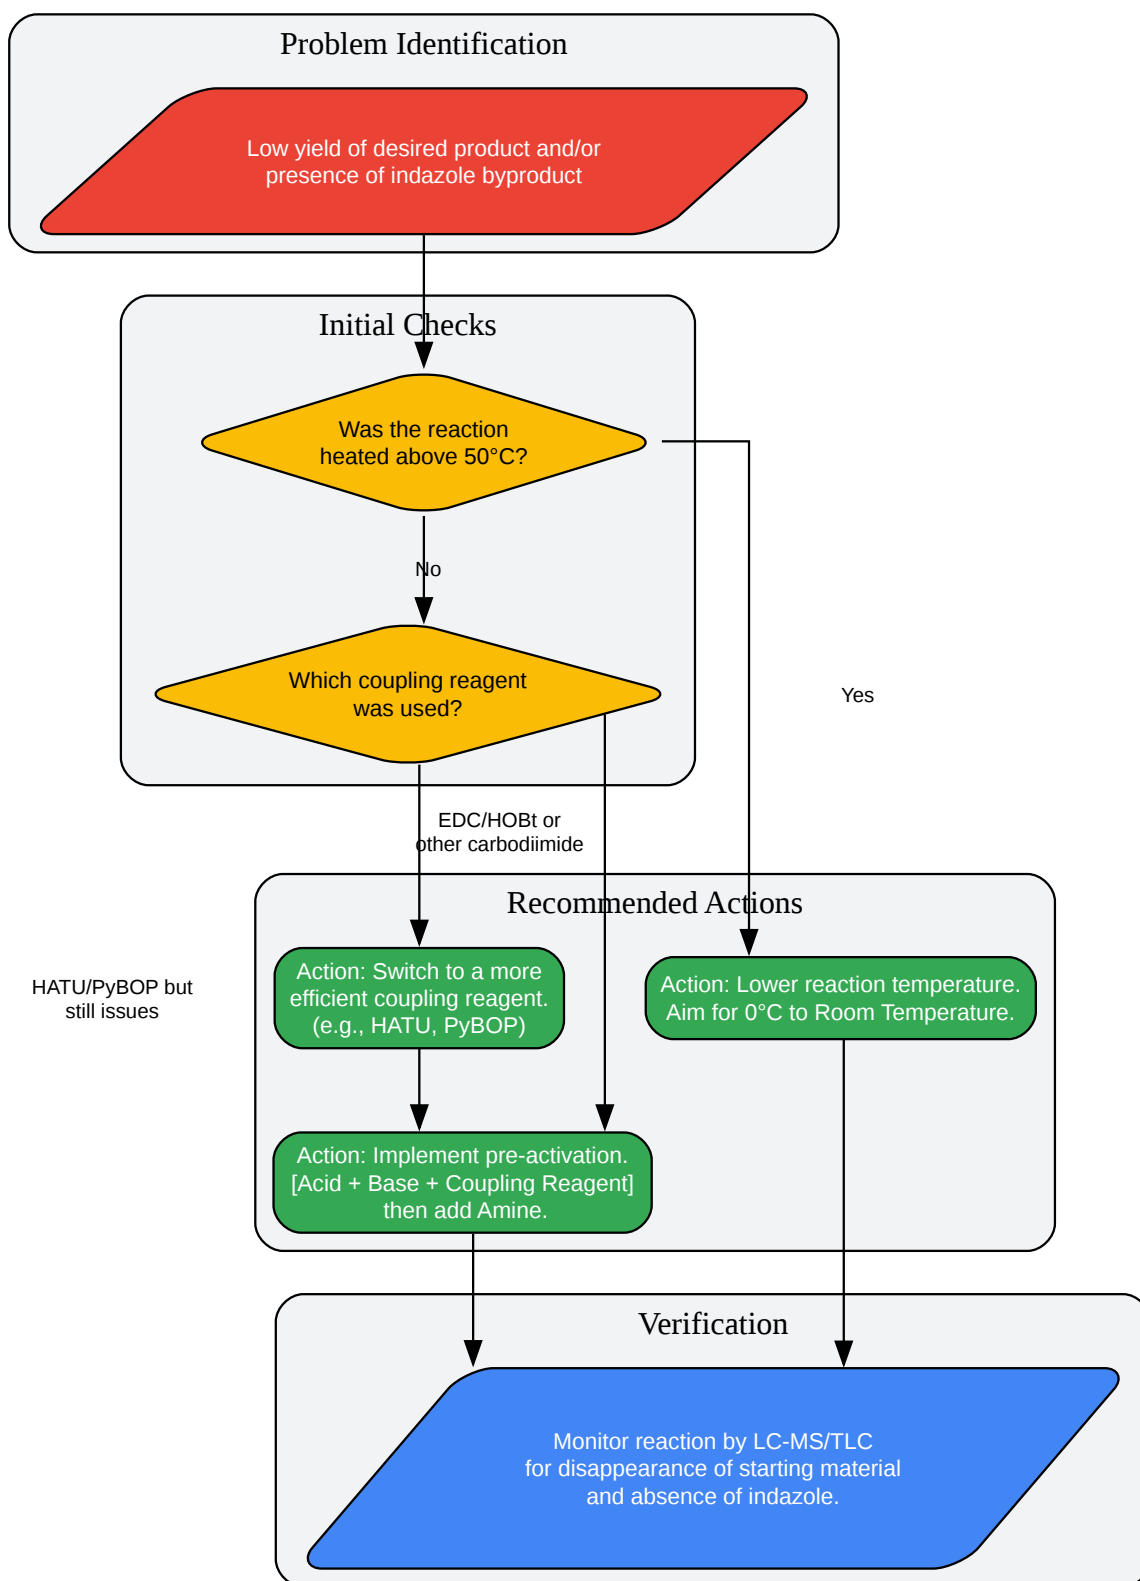 Problem Identification
Low yield of desired product and/or
presence of indazole byproduct
Initial Checks
Was the reaction
heated above 50°C?
No
Which coupling reagent
was used?
Yes
EDC/HOBt or
other carbodiimide
Recommended Actions
HATU/PyBOP but
still issues
Action: Switch to a more
efficient coupling reagent.
(e.g., HATU, PyBOP)
Action: Lower reaction temperature.
Aim for 0°C to Room Temperature.
Action: Implement pre-activation.
[Acid + Base + Coupling Reagent]
then add Amine.
Verification
Monitor reaction by LC-MS/TLC
for disappearance of starting material
and absence of indazole.